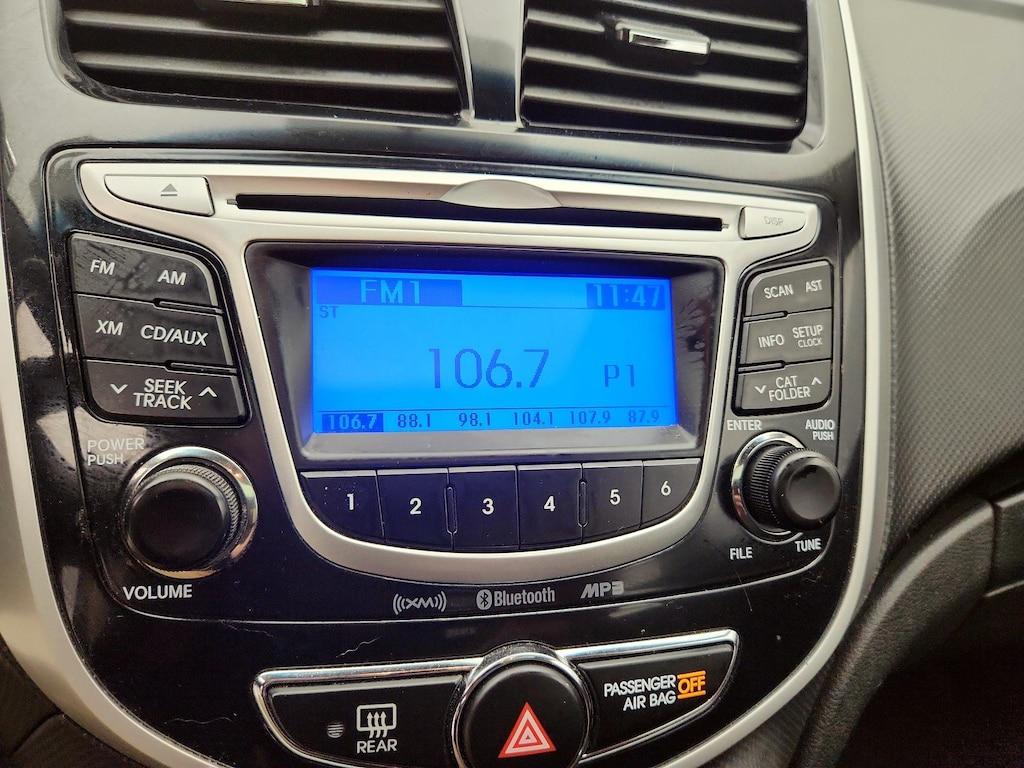 DISP
FM AM
XM CD/AUX
SEEK
TRACK
POWER
PUSH
VOLUME
FM1 11:47
ST
106.7 P1
106.7 88.1 98.1 104.1 107.9 87.9
1 2 3 4 5 6
SCAN AST
INFO SETUP
CLOCK
CAT
FOLDER
ENTER AUDIO
PUSH
FILE TUNE
((XM)) Bluetooth MP3
REAR
PASSENGER OFF
AIR BAG